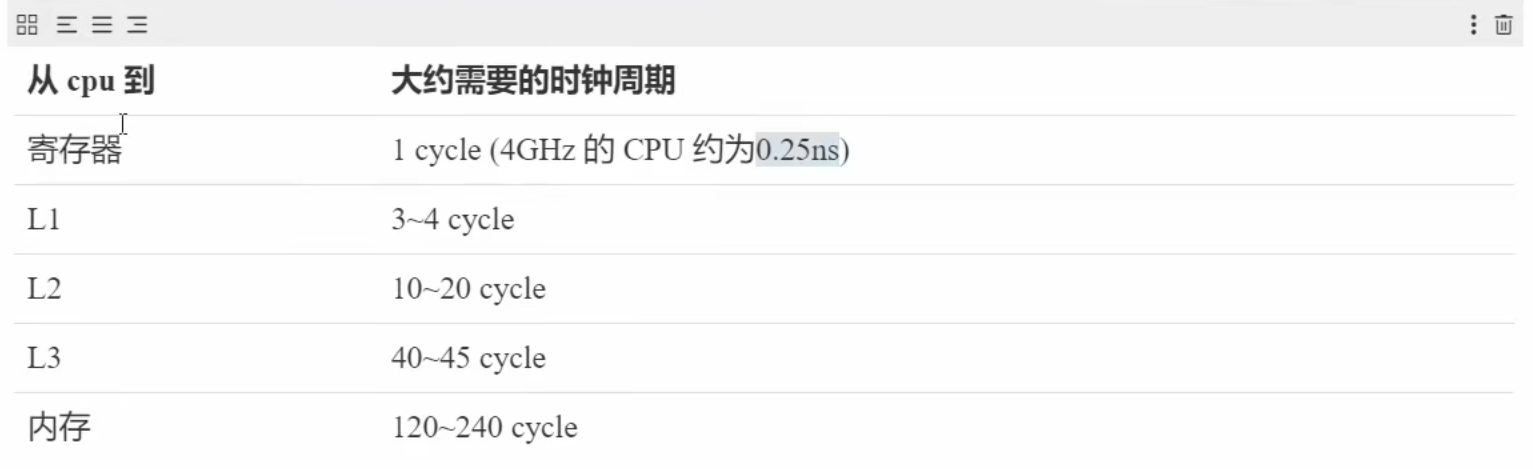 从 cpu 到 大约需要的时钟周期
寄存器 1 cycle (4GHz 的 CPU 约为0.25ns)
L1 3~4 cycle
L2 10~20 cycle
L3 40~45 cycle
内存 120~240 cycle